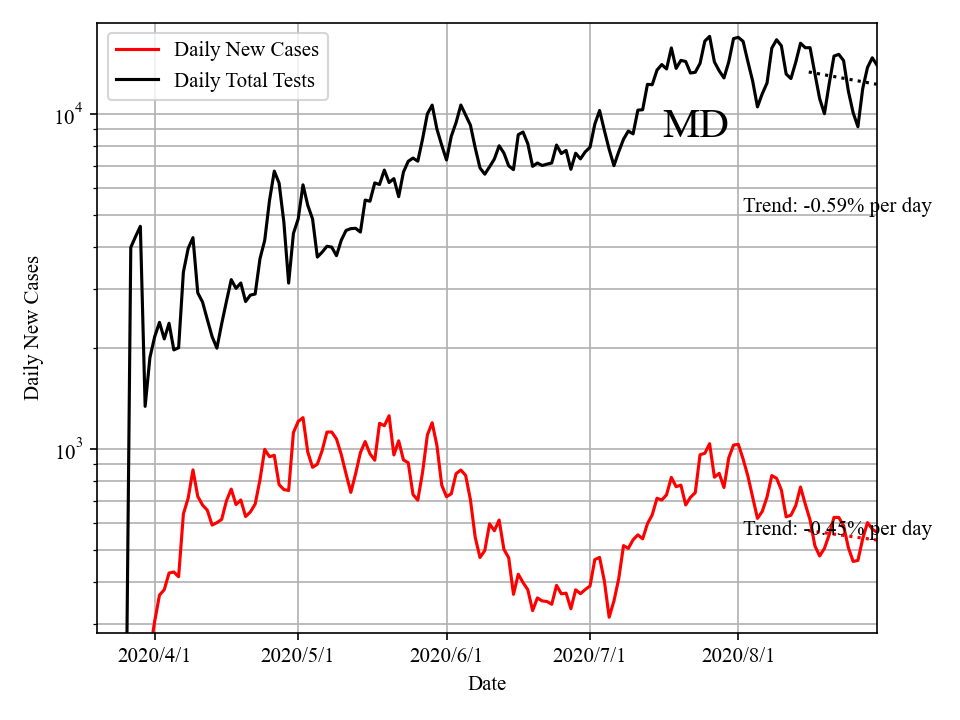 Daily New Cases
Daily Total Tests
10^4
MD
Trend: -0.59% per day
Daily New Cases
10^3
Trend: -0.45% per day
2020/4/1 2020/5/1 2020/6/1 2020/7/1 2020/8/1
Date